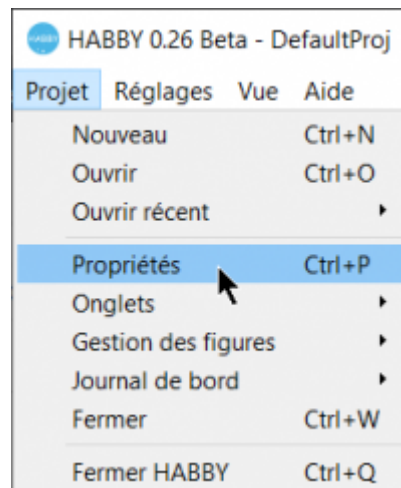 HABBY 0.26 Beta - DefaultProj
Projet Réglages Vue Aide
Nouveau Ctrl+N
Ouvrir Ctrl+O
Ouvrir récent
Propriétés Ctrl+P
Onglets
Gestion des figures
Journal de bord
Fermer Ctrl+W
Fermer HABBY Ctrl+Q